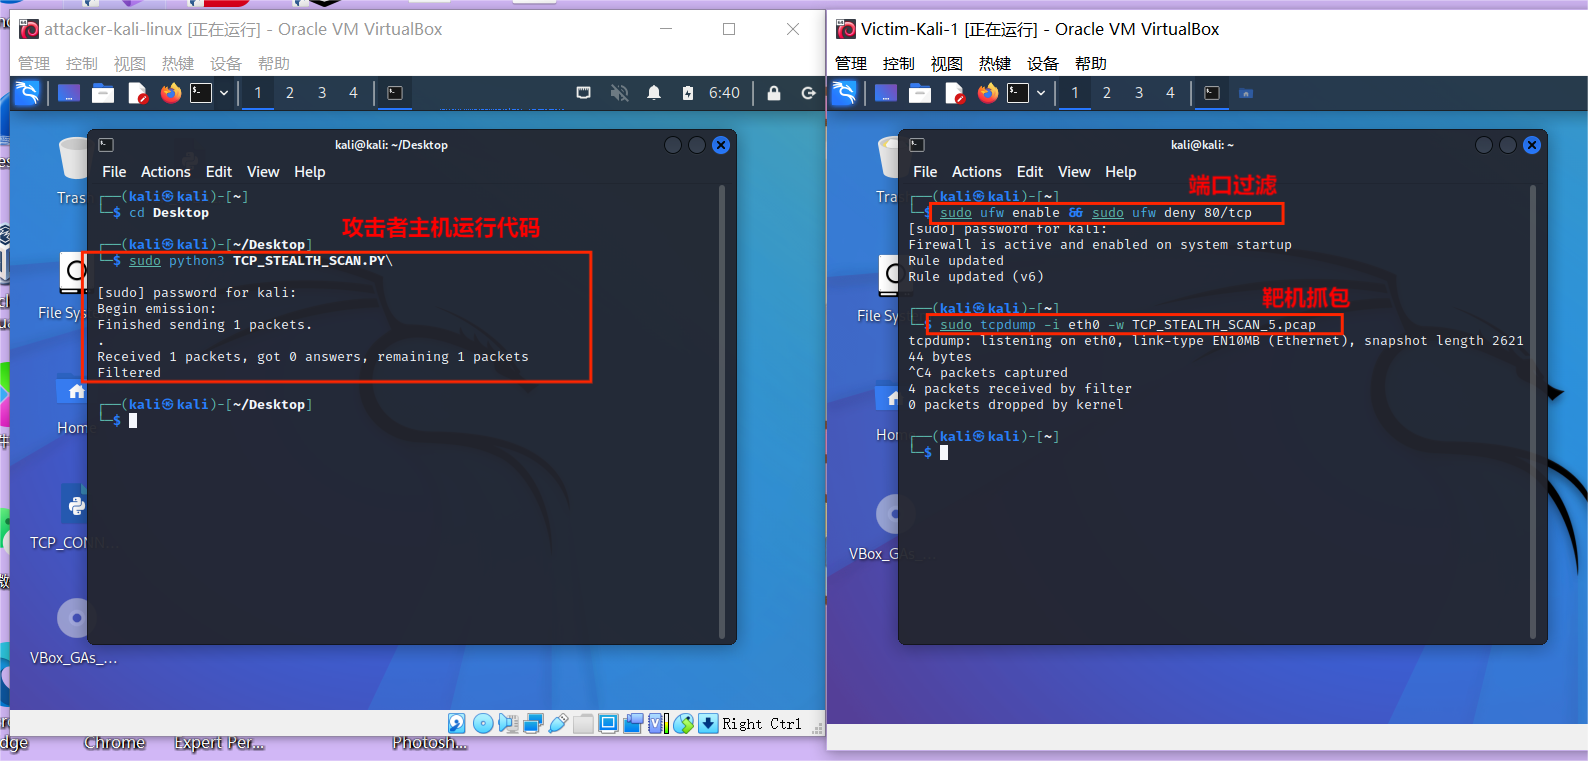 attacker-kali-linux [正在运行] - Oracle VM VirtualBox
管理 控制 视图 热键 设备 帮助
1 2 3 4
6:40
kali@kali: ~/Desktop
File Actions Edit View Help
┌──(kali㉿kali)-[~]
└─$ cd Desktop
攻击者主机运行代码
┌──(kali㉿kali)-[~/Desktop]
└─$ sudo python3 TCP_STEALTH_SCAN.PY\
[sudo] password for kali:
Begin emission:
Finished sending 1 packets.
.
Received 1 packets, got 0 answers, remaining 1 packets
Filtered
┌──(kali㉿kali)-[~/Desktop]
└─$
Tras
File Sy
Home
TCP_CONN...
VBox_GAs_...
Right Ctrl
Victim-Kali-1 [正在运行] - Oracle VM VirtualBox
管理 控制 视图 热键 设备 帮助
1 2 3 4
kali@kali: ~
File Actions Edit View Help
端口过滤
┌──(kali㉿kali)-[~]
└─$ sudo ufw enable && sudo ufw deny 80/tcp
[sudo] password for kali:
Firewall is active and enabled on system startup
Rule updated
Rule updated (v6)
靶机抓包
┌──(kali㉿kali)-[~]
└─$ sudo tcpdump -i eth0 -w TCP_STEALTH_SCAN_5.pcap
tcpdump: listening on eth0, link-type EN10MB (Ethernet), snapshot length 2621
44 bytes
^C4 packets captured
4 packets received by filter
0 packets dropped by kernel
┌──(kali㉿kali)-[~]
└─$
Tras
File Sys
Hom
VBox_GAs_...
dge
Chrome
Expert Per...
Photosh...